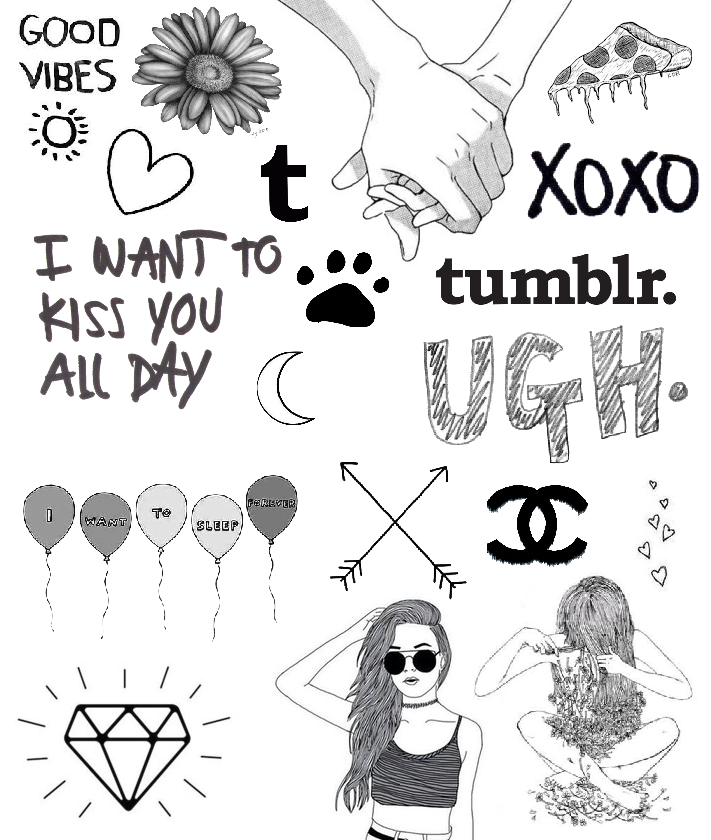 GOOD
VIBES
t
XOXO
I WANT TO
KISS YOU
ALL DAY
tumblr.
UGH.
I WANT TO SLEEP FOREVER